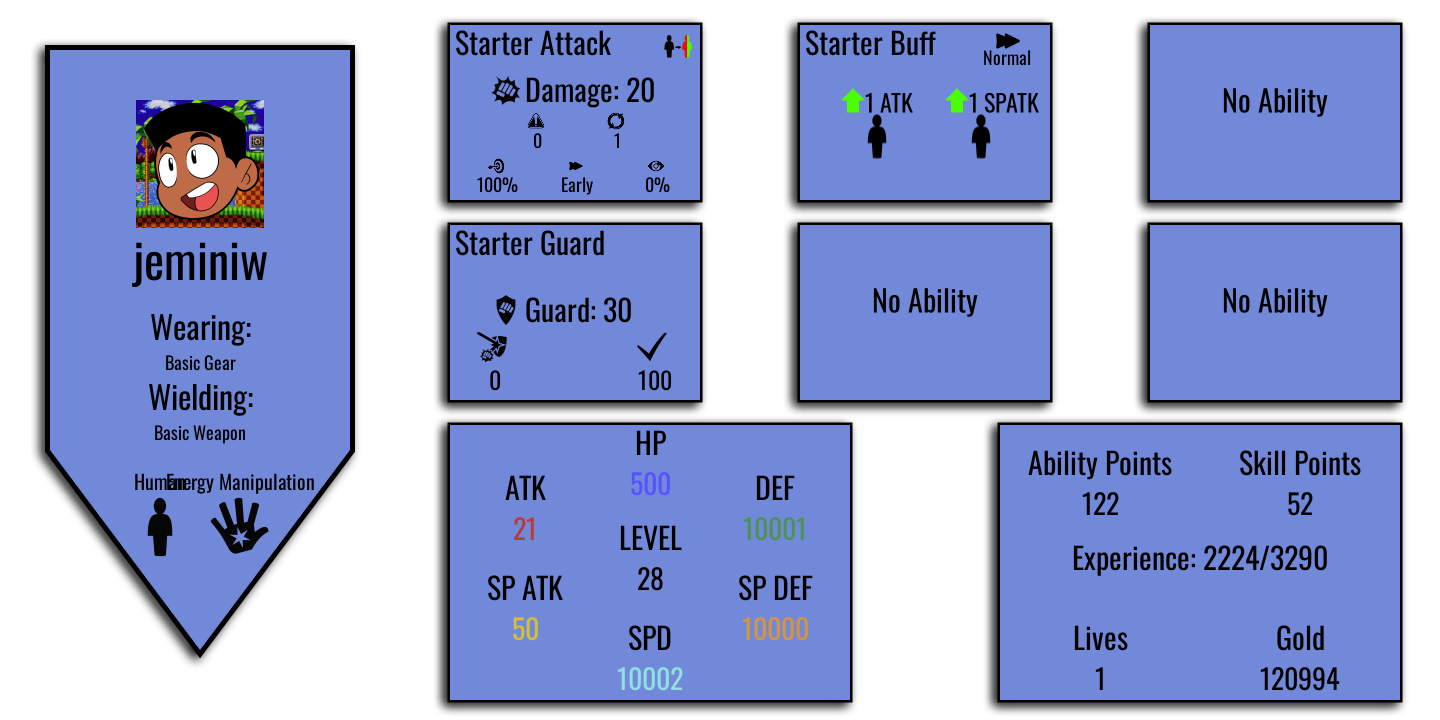 jeminiw
Wearing:
Basic Gear
Wielding:
Basic Weapon
Human
Energy Manipulation
Starter Attack
Damage: 20
0
1
100%
Early
0%
Starter Buff
Normal
1 ATK
1 SPATK
No Ability
Starter Guard
Guard: 30
0
100
No Ability
No Ability
HP
500
ATK
21
DEF
10001
LEVEL
28
SP ATK
50
SP DEF
10000
SPD
10002
Ability Points
122
Skill Points
52
Experience: 2224/3290
Lives
1
Gold
120994